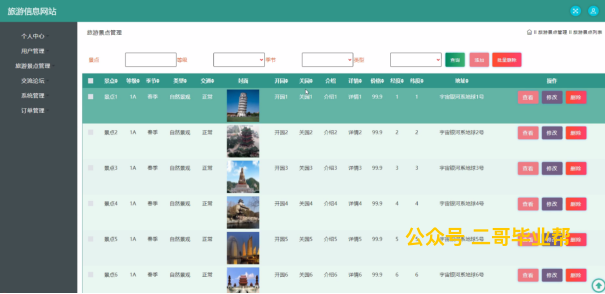 旅游信息网站
个人中心
用户管理
旅游景点管理
交流论坛
系统管理
订单管理
旅游景点管理
旅游景点管理 旅游景点列表
景点 等级 季节 类型 查询 添加 批量删除
景点 等级 季节 类型 交通 封面 开园 关园 介绍 详情 价格 经度 纬度 地址 操作
景点1 1A 春季 自然景观 正常 开园1 关园1 介绍1 详情1 99.9 1 1 宇宙银河系地球1号 查看 修改 删除
景点2 1A 春季 自然景观 正常 开园2 关园2 介绍2 详情2 99.9 2 2 宇宙银河系地球2号 查看 修改 删除
景点3 1A 春季 自然景观 正常 开园3 关园3 介绍3 详情3 99.9 3 3 宇宙银河系地球3号 查看 修改 删除
景点4 1A 春季 自然景观 正常 开园4 关园4 介绍4 详情4 99.9 4 4 宇宙银河系地球4号 查看 修改 删除
景点5 1A 春季 自然景观 正常 开园5 关园5 介绍5 详情5 99.9 5 5 宇宙银河系地球5号 查看 修改 删除
公众号 二哥毕业帮
景点6 1A 春季 自然景观 正常 开园6 关园6 介绍6 详情6 99.9 6 6 宇宙银河系地球6号 查看 修改 删除